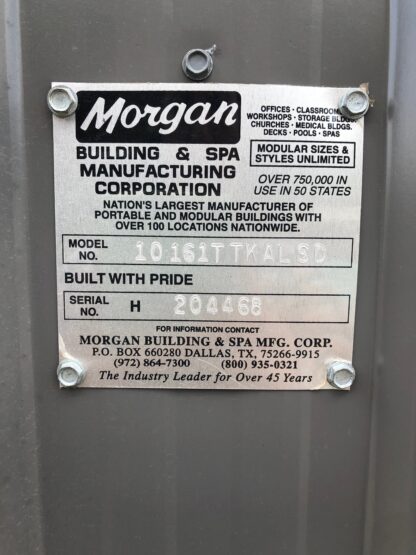 Morgan
OFFICES · CLASSROOMS
WORKSHOPS · STORAGE BLDGS.
CHURCHES · MEDICAL BLDGS.
DECKS · POOLS · SPAS
BUILDING & SPA
MANUFACTURING
CORPORATION
MODULAR SIZES &
STYLES UNLIMITED
OVER 750,000 IN
USE IN 50 STATES
NATION'S LARGEST MANUFACTURER OF
PORTABLE AND MODULAR BUILDINGS WITH
OVER 100 LOCATIONS NATIONWIDE.
MODEL NO. 10161TTKALSD
BUILT WITH PRIDE
SERIAL NO. H 204468
FOR INFORMATION CONTACT
MORGAN BUILDING & SPA MFG. CORP.
P.O. BOX 660280 DALLAS, TX, 75266-9915
(972) 864-7300 (800) 935-0321
The Industry Leader for Over 45 Years